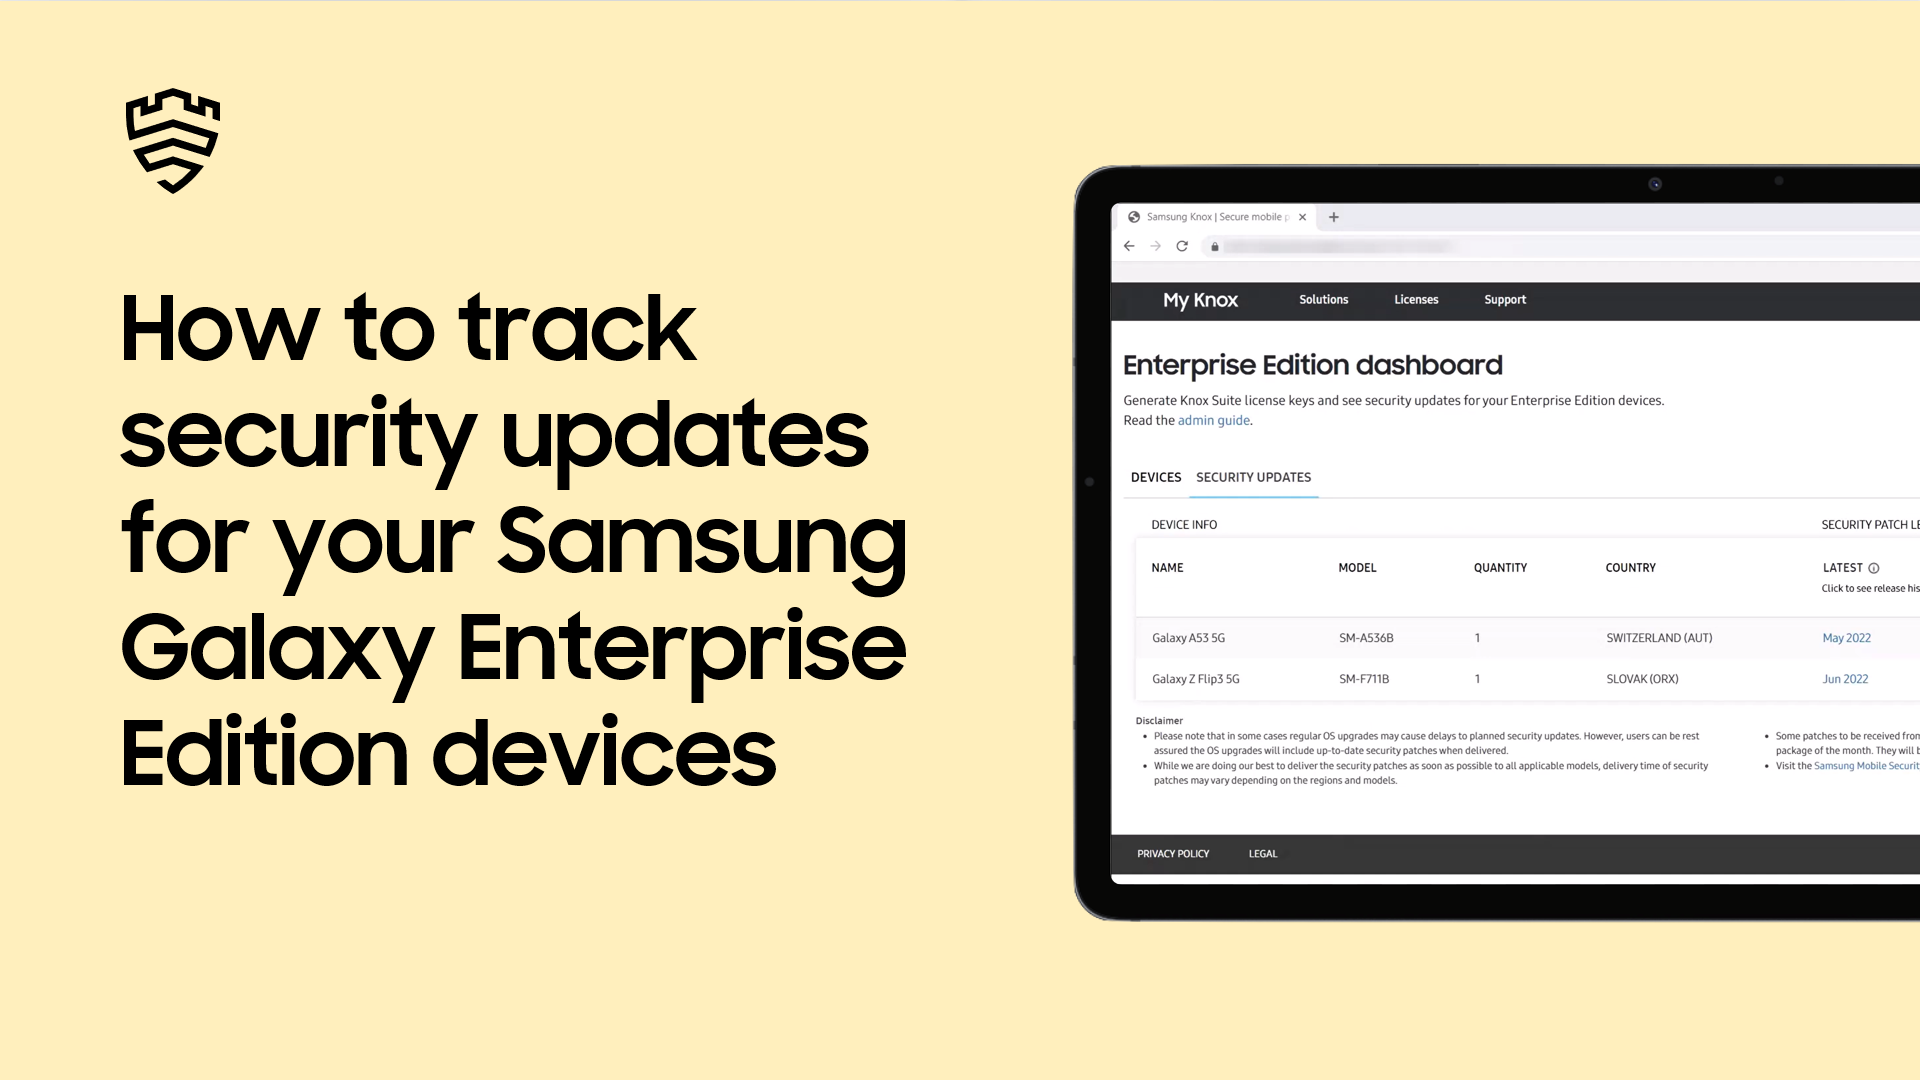 How to track
security updates
for your Samsung
Galaxy Enterprise
Edition devices
Samsung Knox | Secure mobile p
My Knox Solutions Licenses Support
Enterprise Edition dashboard
Generate Knox Suite license keys and see security updates for your Enterprise Edition devices.
Read the admin guide.
DEVICES SECURITY UPDATES
DEVICE INFO SECURITY PATCH LE
NAME MODEL QUANTITY COUNTRY LATEST
Click to see release his
Galaxy A53 5G SM-A536B 1 SWITZERLAND (AUT) May 2022
Galaxy Z Flip3 5G SM-F711B 1 SLOVAK (ORX) Jun 2022
Disclaimer
• Please note that in some cases regular OS upgrades may cause delays to planned security updates. However, users can be rest
assured the OS upgrades will include up-to-date security patches when delivered.
• While we are doing our best to deliver the security patches as soon as possible to all applicable models, delivery time of security
patches may vary depending on the regions and models.
• Some patches to be received from
package of the month. They will b
• Visit the Samsung Mobile Securit
PRIVACY POLICY LEGAL